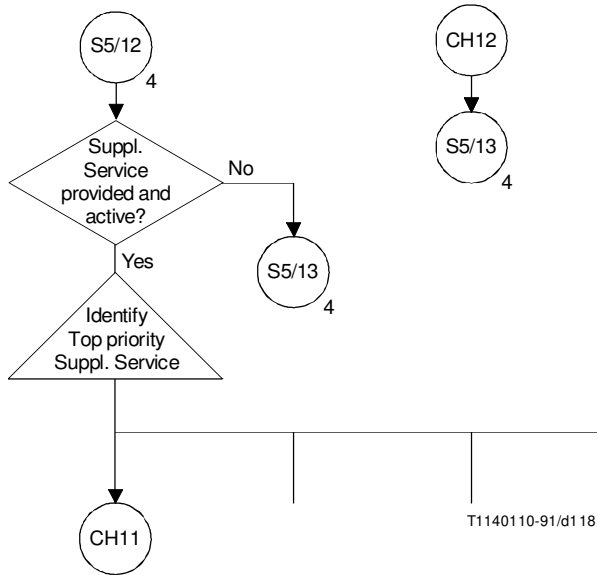 S5/12
4
CH12
S5/13
4
Suppl.
Service
provided and
active?
No
S5/13
4
Yes
Identify
Top priority
Suppl. Service
CH11
T1140110-91/d118